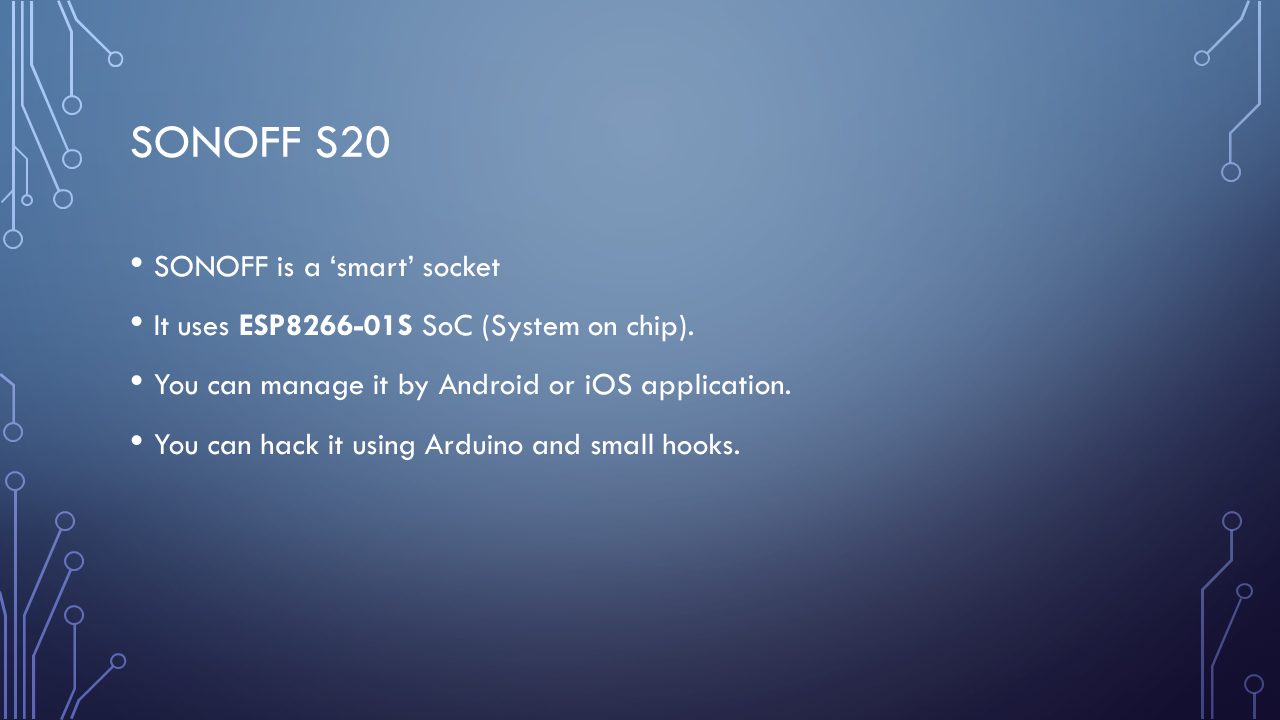 SONOFF S20
• SONOFF is a ‘smart’ socket
• It uses ESP8266-01S SoC (System on chip).
• You can manage it by Android or iOS application.
• You can hack it using Arduino and small hooks.